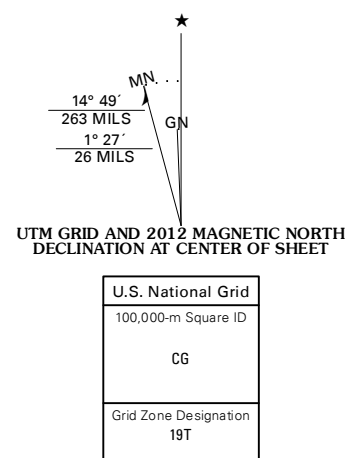 ★
MN
14° 49´
263 MILS
GN
1° 27´
26 MILS
UTM GRID AND 2012 MAGNETIC NORTH
DECLINATION AT CENTER OF SHEET
U.S. National Grid
100,000-m Square ID
CG
Grid Zone Designation
19T